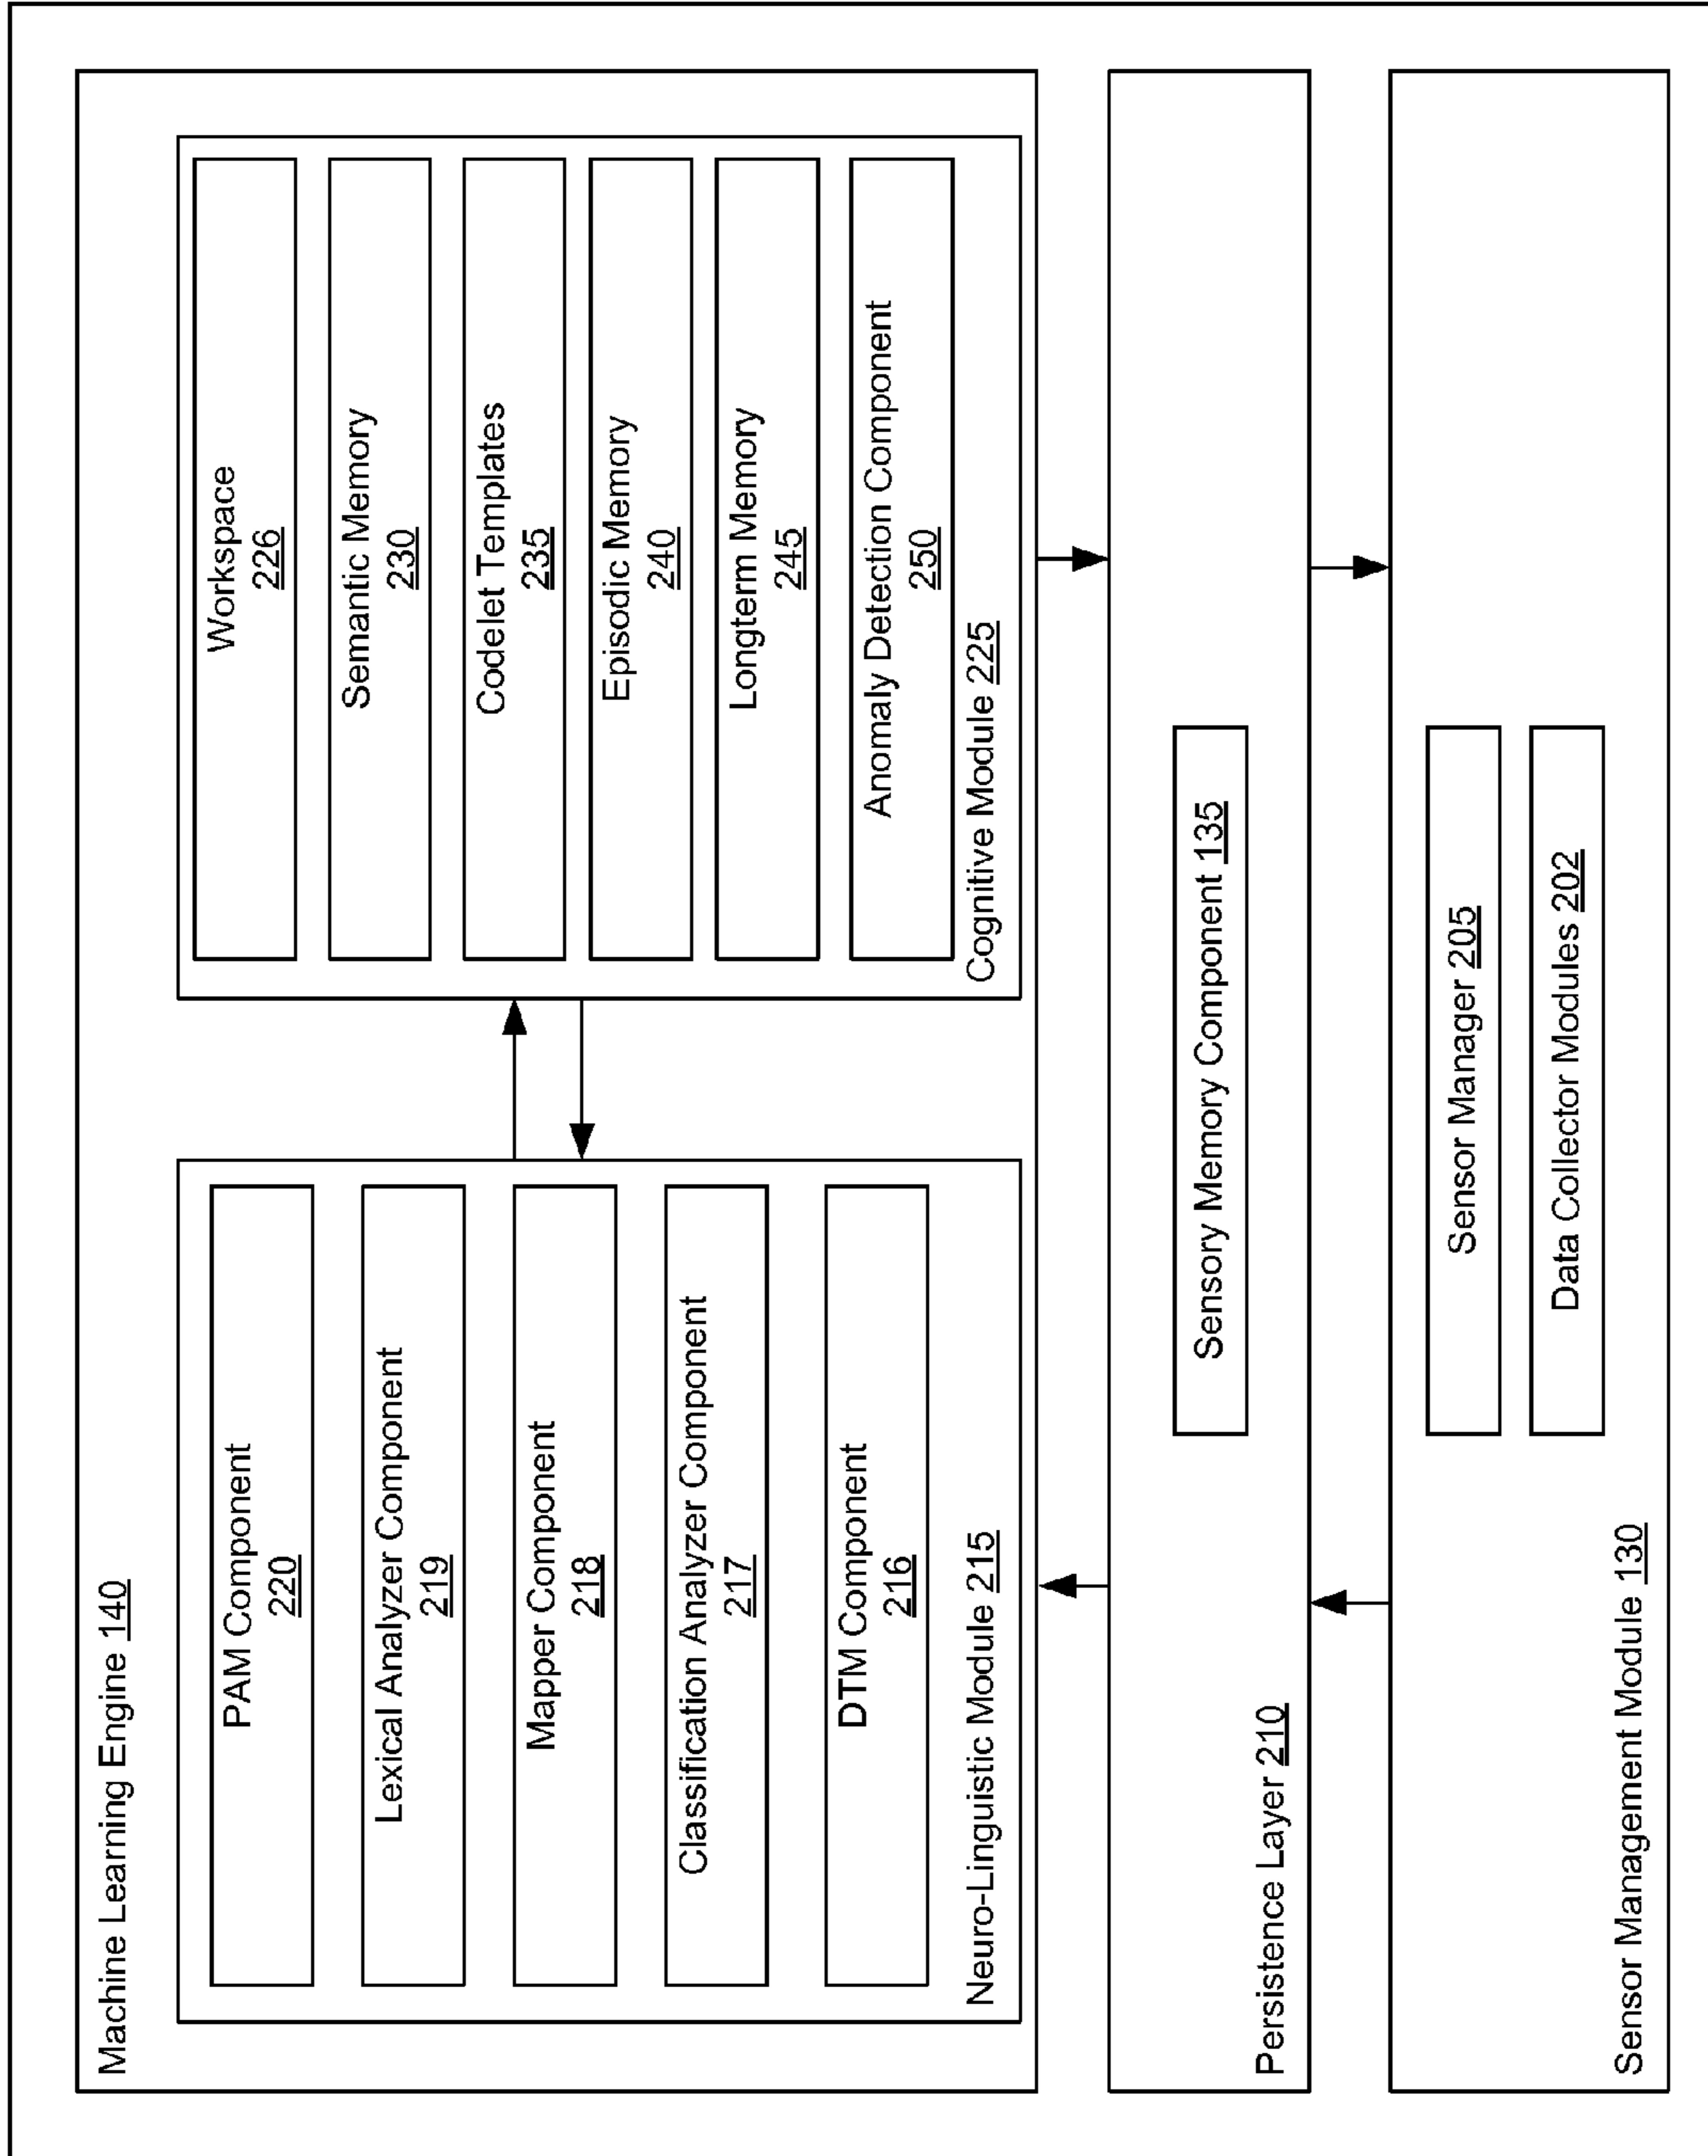 Machine Learning Engine 140
PAM Component
220
Lexical Analyzer Component
219
Mapper Component
218
Classification Analyzer Component
217
DTM Component
216
Neuro-Linguistic Module 215
Workspace
226
Semantic Memory
230
Codelet Templates
235
Episodic Memory
240
Longterm Memory
245
Anomaly Detection Component
250
Cognitive Module 225
Sensory Memory Component 135
Persistence Layer 210
Sensor Manager 205
Data Collector Modules 202
Sensor Management Module 130